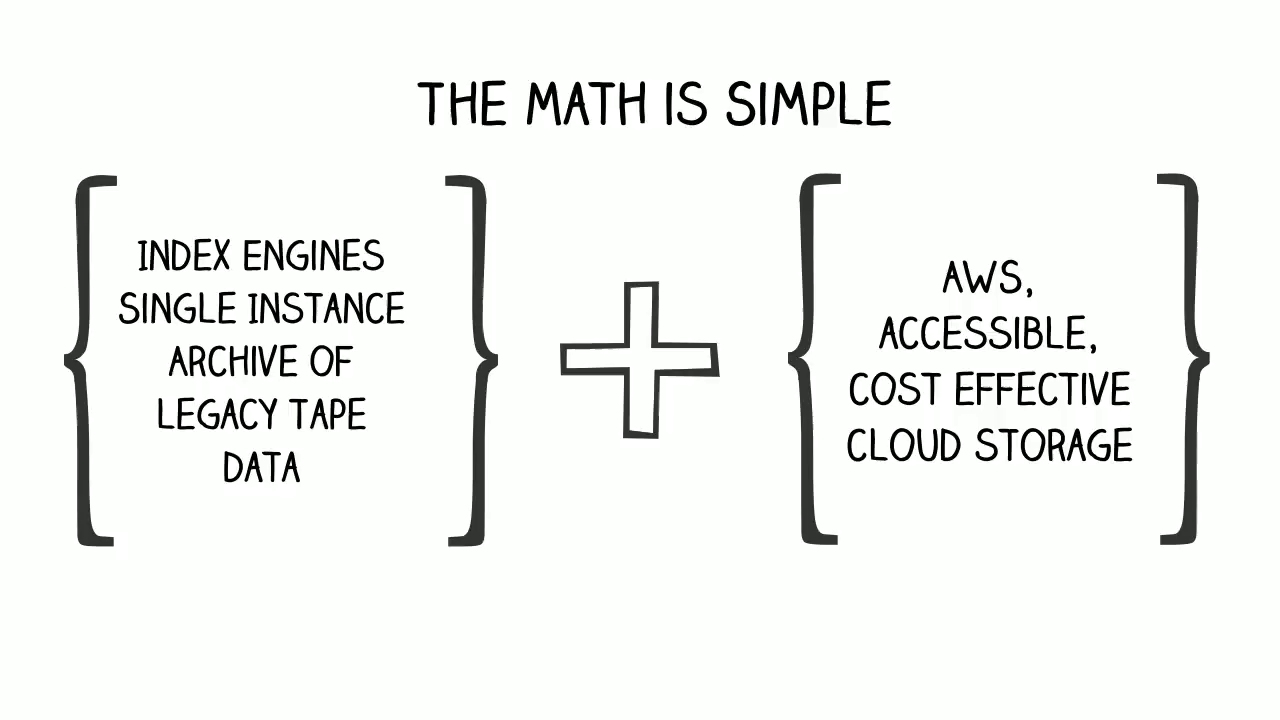 THE MATH IS SIMPLE
INDEX ENGINES
SINGLE INSTANCE
ARCHIVE OF
LEGACY TAPE
DATA
AWS,
ACCESSIBLE,
COST EFFECTIVE
CLOUD STORAGE